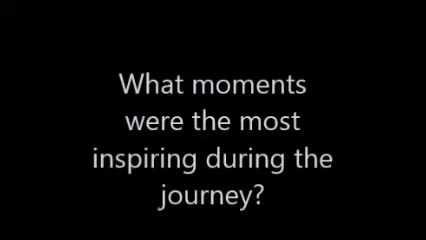 What moments
were the most
inspiring during the
journey?